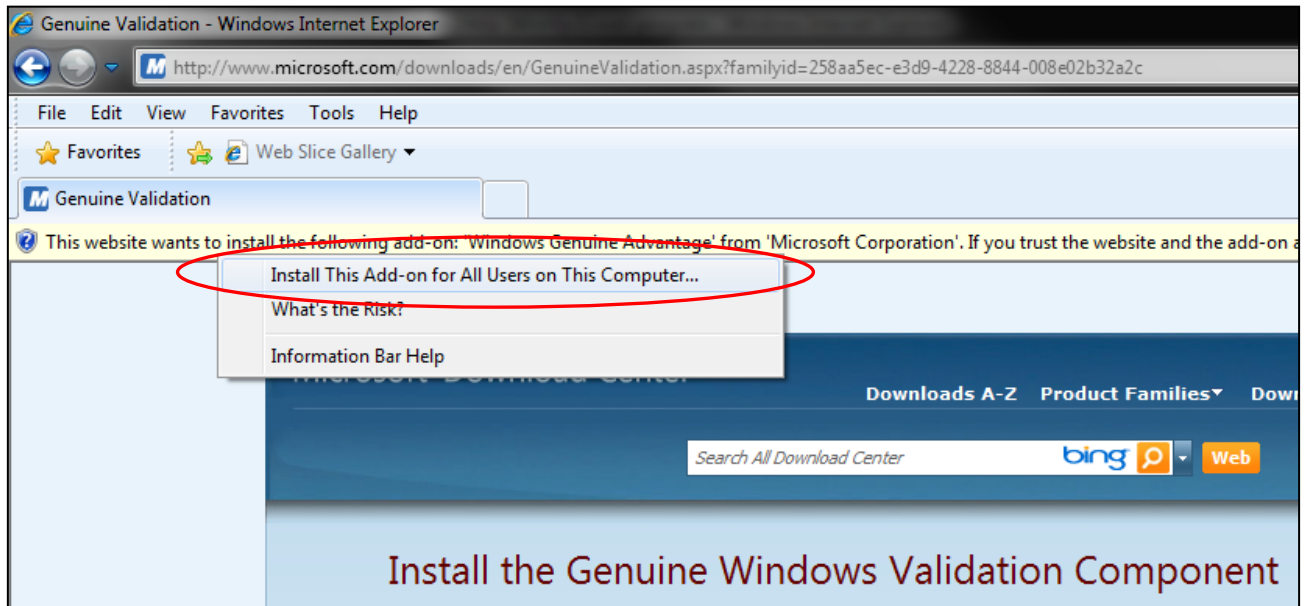 Genuine Validation - Windows Internet Explorer
http://www.microsoft.com/downloads/en/GenuineValidation.aspx?familyid=258aa5ec-e3d9-4228-8844-008e02b32a2c
File Edit View Favorites Tools Help
Favorites Web Slice Gallery
Genuine Validation
This website wants to install the following add-on: 'Windows Genuine Advantage' from 'Microsoft Corporation'. If you trust the website and the add-on a
Install This Add-on for All Users on This Computer...
What's the Risk?
Information Bar Help
Microsoft Download Center
Downloads A-Z Product Families Down
Search All Download Center bing Web
Install the Genuine Windows Validation Component